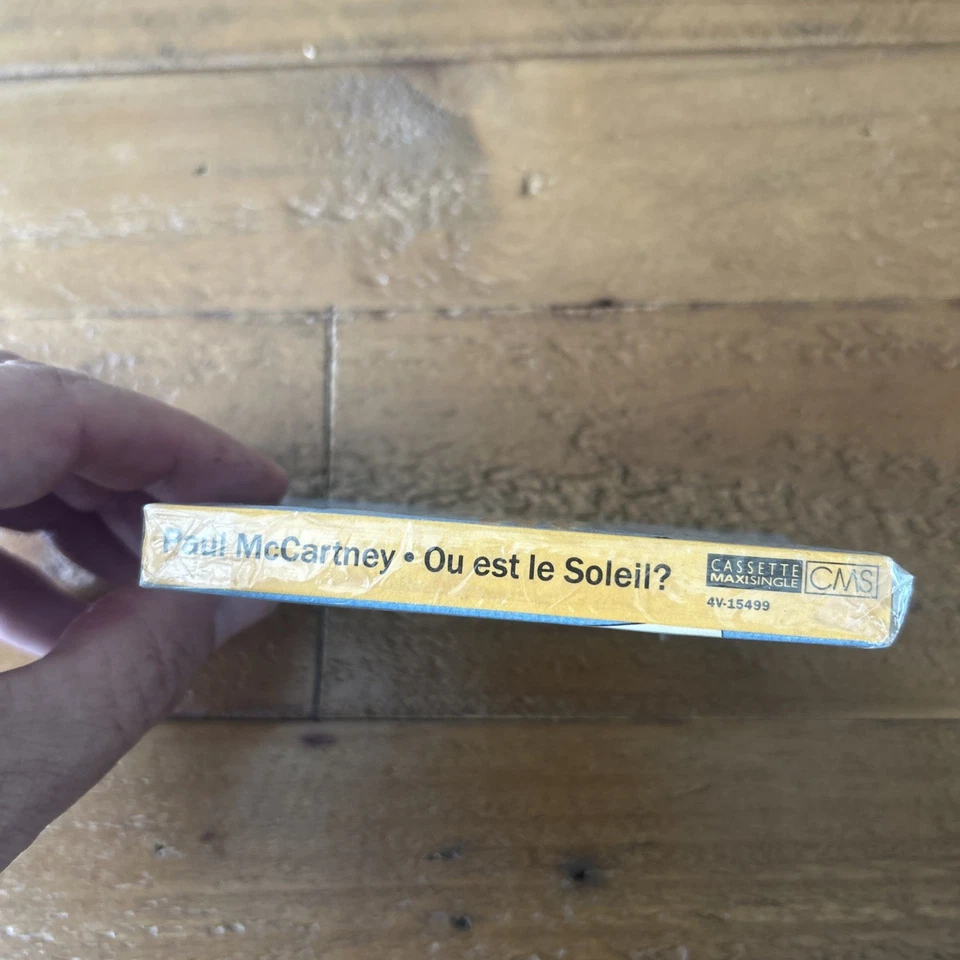 Paul McCartney • Ou est le Soleil?
CASSETTE
MAXISINGLE
CMS
4V-15499